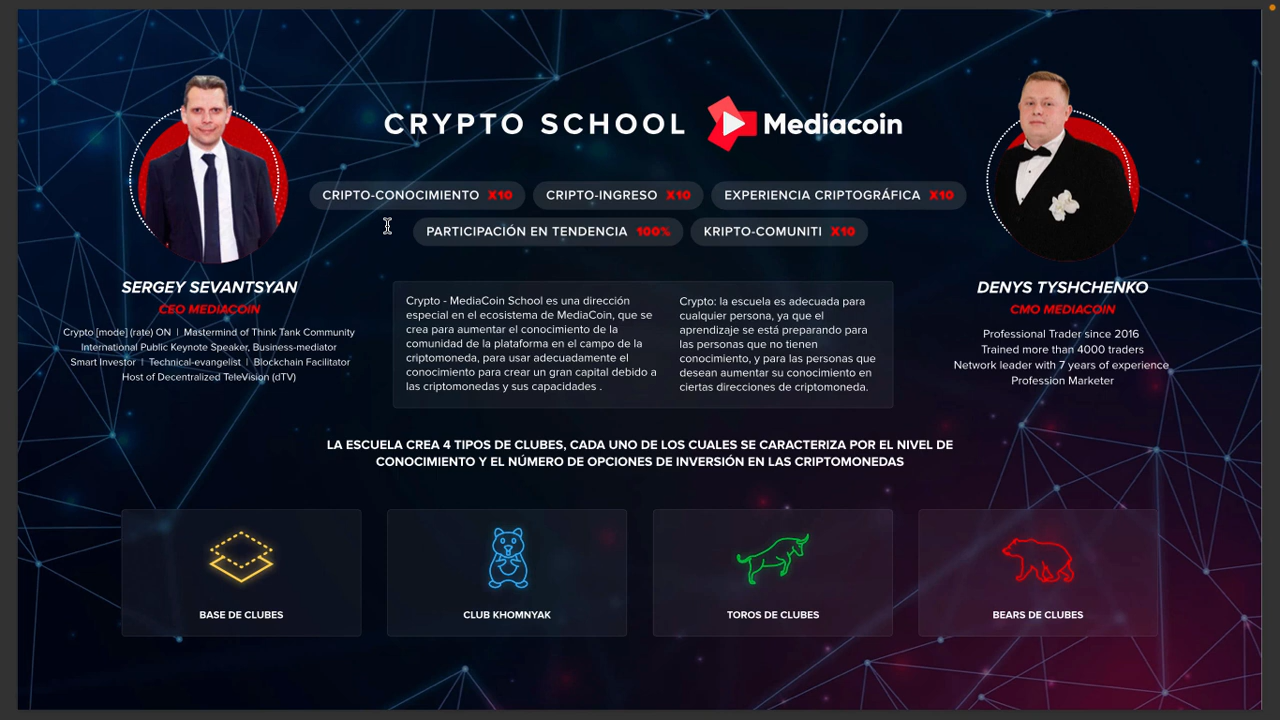 CRYPTO SCHOOL Mediacoin
CRIPTO-CONOCIMIENTO X10
CRIPTO-INGRESO X10
EXPERIENCIA CRIPTOGRÁFICA X10
PARTICIPACIÓN EN TENDENCIA 100%
KRIPTO-COMUNITI X10
SERGEY SEVANTSYAN
CEO MEDIACOIN
Crypto [mode] (rate) ON | Mastermind of Think Tank Community
International Public Keynote Speaker, Business-mediator
Smart Investor | Technical-evangelist | Blockchain Facilitator
Host of Decentralized TeleVision (dTV)
Crypto - MediaCoin School es una dirección
especial en el ecosistema de MediaCoin, que se
crea para aumentar el conocimiento de la
comunidad de la plataforma en el campo de la
criptomoneda, para usar adecuadamente el
conocimiento para crear un gran capital debido a
las criptomonedas y sus capacidades .
Crypto: la escuela es adecuada para
cualquier persona, ya que el
aprendizaje se está preparando para
las personas que no tienen
conocimiento, y para las personas que
desean aumentar su conocimiento en
ciertas direcciones de criptomoneda.
DENYS TYSHCHENKO
CMO MEDIACOIN
Professional Trader since 2016
Trained more than 4000 traders
Network leader with 7 years of experience
Profession Marketer
LA ESCUELA CREA 4 TIPOS DE CLUBES, CADA UNO DE LOS CUALES SE CARACTERIZA POR EL NIVEL DE
CONOCIMIENTO Y EL NÚMERO DE OPCIONES DE INVERSIÓN EN LAS CRIPTOMONEDAS
BASE DE CLUBES
CLUB KHOMNYAK
TOROS DE CLUBES
BEARS DE CLUBES